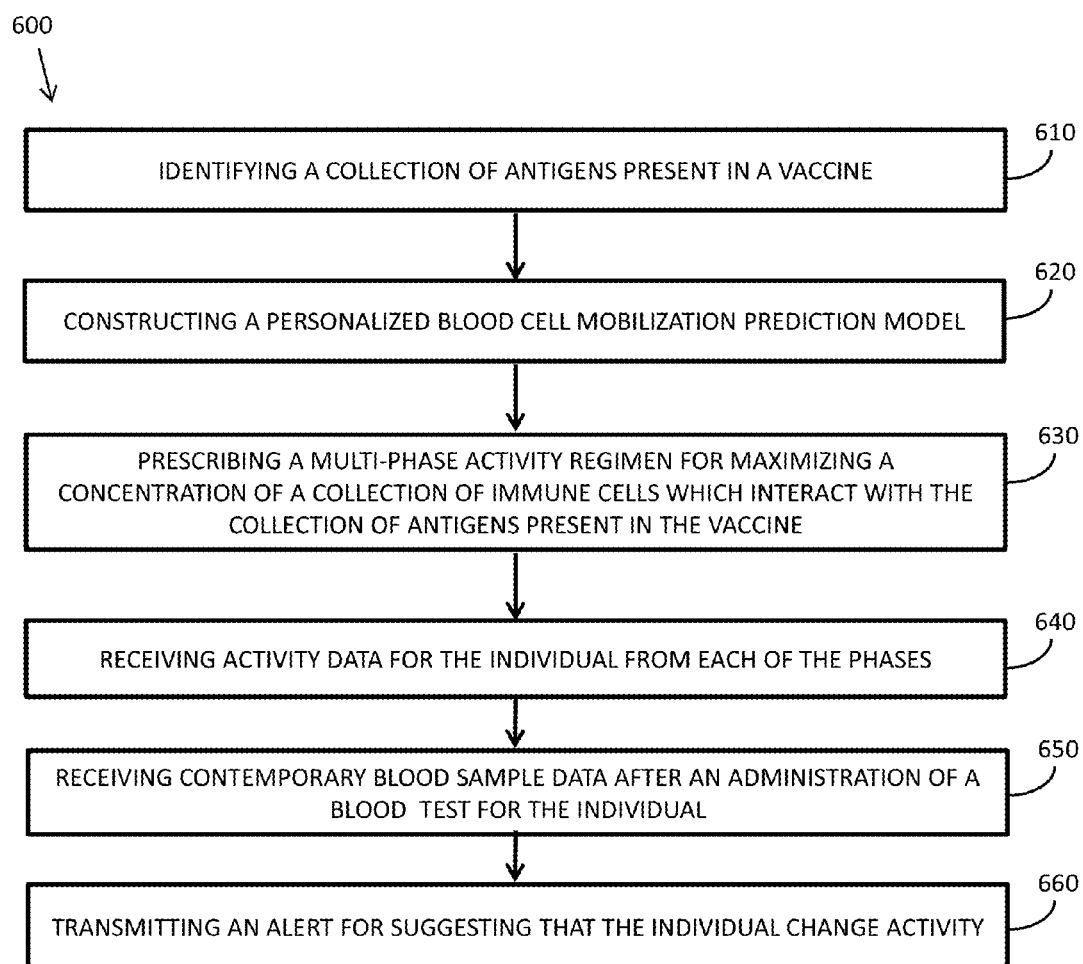 600
610
IDENTIFYING A COLLECTION OF ANTIGENS PRESENT IN A VACCINE
620
CONSTRUCTING A PERSONALIZED BLOOD CELL MOBILIZATION PREDICTION MODEL
630
PRESCRIBING A MULTI-PHASE ACTIVITY REGIMEN FOR MAXIMIZING A
CONCENTRATION OF A COLLECTION OF IMMUNE CELLS WHICH INTERACT WITH THE
COLLECTION OF ANTIGENS PRESENT IN THE VACCINE
640
RECEIVING ACTIVITY DATA FOR THE INDIVIDUAL FROM EACH OF THE PHASES
650
RECEIVING CONTEMPORARY BLOOD SAMPLE DATA AFTER AN ADMINISTRATION OF A
BLOOD TEST FOR THE INDIVIDUAL
660
TRANSMITTING AN ALERT FOR SUGGESTING THAT THE INDIVIDUAL CHANGE ACTIVITY